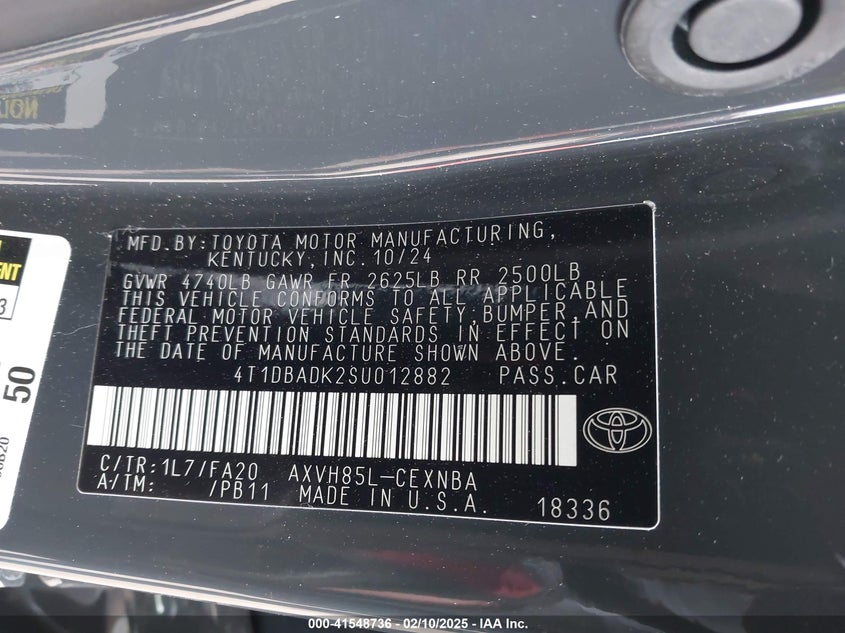 MFD. BY: TOYOTA MOTOR MANUFACTURING,
KENTUCKY, INC. 10/24
GVWR 4740LB GAWR FR 2625LB RR 2500LB
THIS VEHICLE CONFORMS TO ALL APPLICABLE
FEDERAL MOTOR VEHICLE SAFETY, BUMPER, AND
THEFT PREVENTION STANDARDS IN EFFECT ON
THE DATE OF MANUFACTURE SHOWN ABOVE.
4T1DBADK2SU012882 PASS. CAR
C/TR: 1L7/FA20 AXVH85L-CEXNBA
A/TM: /PB11 MADE IN U.S.A. 18336
50
000-41548736 - 02/10/2025 - IAA Inc.